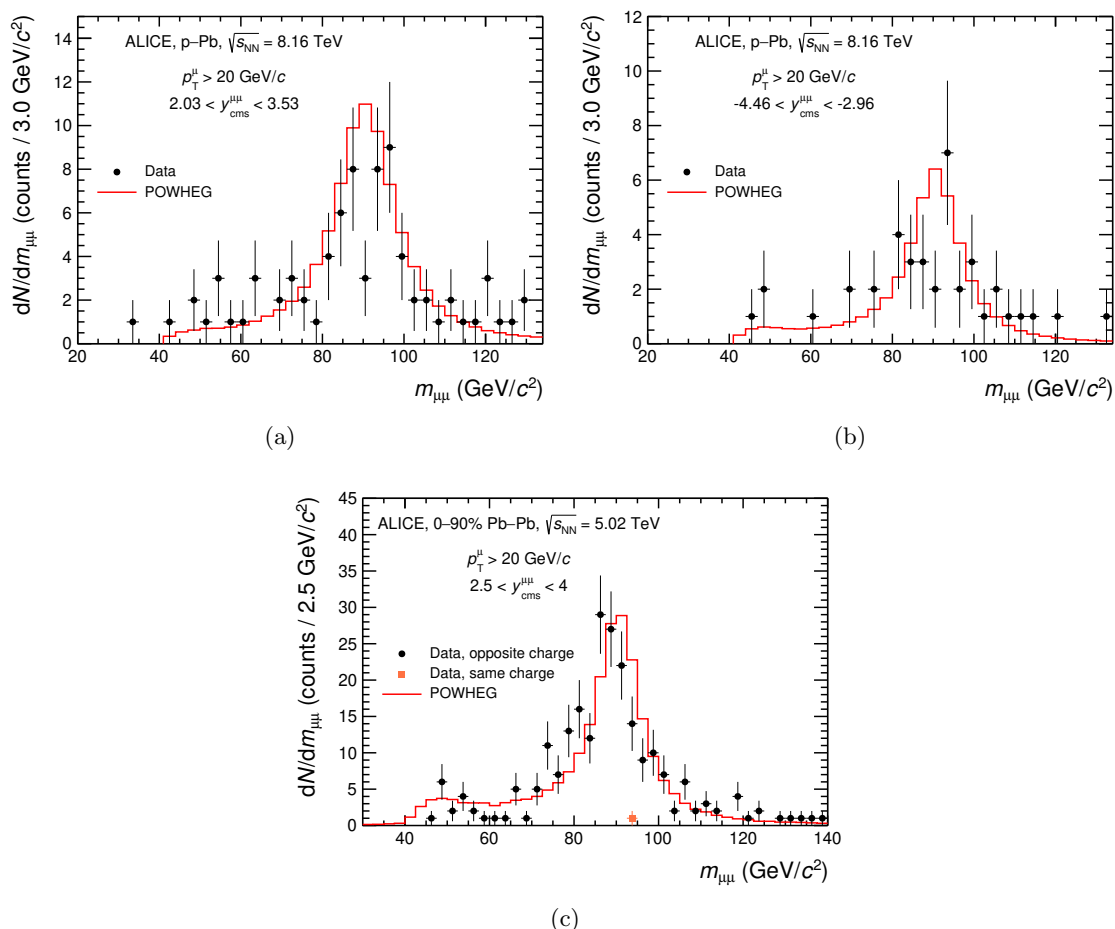 ALICE, p–Pb, √sNN = 8.16 TeV
pTμ > 20 GeV/c
2.03 < ycmsμμ < 3.53
Data
POWHEG
dN/dmμμ (counts / 3.0 GeV/c²)
0 2 4 6 8 10 12 14
20 40 60 80 100 120
mμμ (GeV/c²)
(a)
ALICE, p–Pb, √sNN = 8.16 TeV
pTμ > 20 GeV/c
-4.46 < ycmsμμ < -2.96
Data
POWHEG
dN/dmμμ (counts / 3.0 GeV/c²)
0 2 4 6 8 10 12
20 40 60 80 100 120
mμμ (GeV/c²)
(b)
ALICE, 0–90% Pb–Pb, √sNN = 5.02 TeV
pTμ > 20 GeV/c
2.5 < ycmsμμ < 4
Data, opposite charge
Data, same charge
POWHEG
dN/dmμμ (counts / 2.5 GeV/c²)
0 5 10 15 20 25 30 35 40 45
40 60 80 100 120 140
mμμ (GeV/c²)
(c)